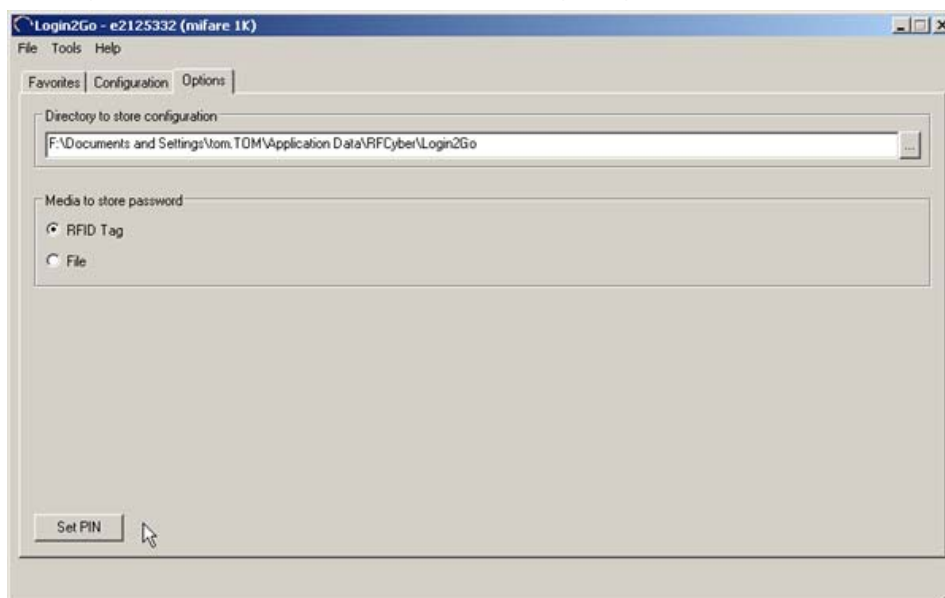 Login2Go - e2125332 (mifare 1K)
File Tools Help
Favorites Configuration Options
Directory to store configuration
F:\Documents and Settings\tom.TOM\Application Data\RFCyber\Login2Go
...
Media to store password
RFID Tag
File
Set PIN